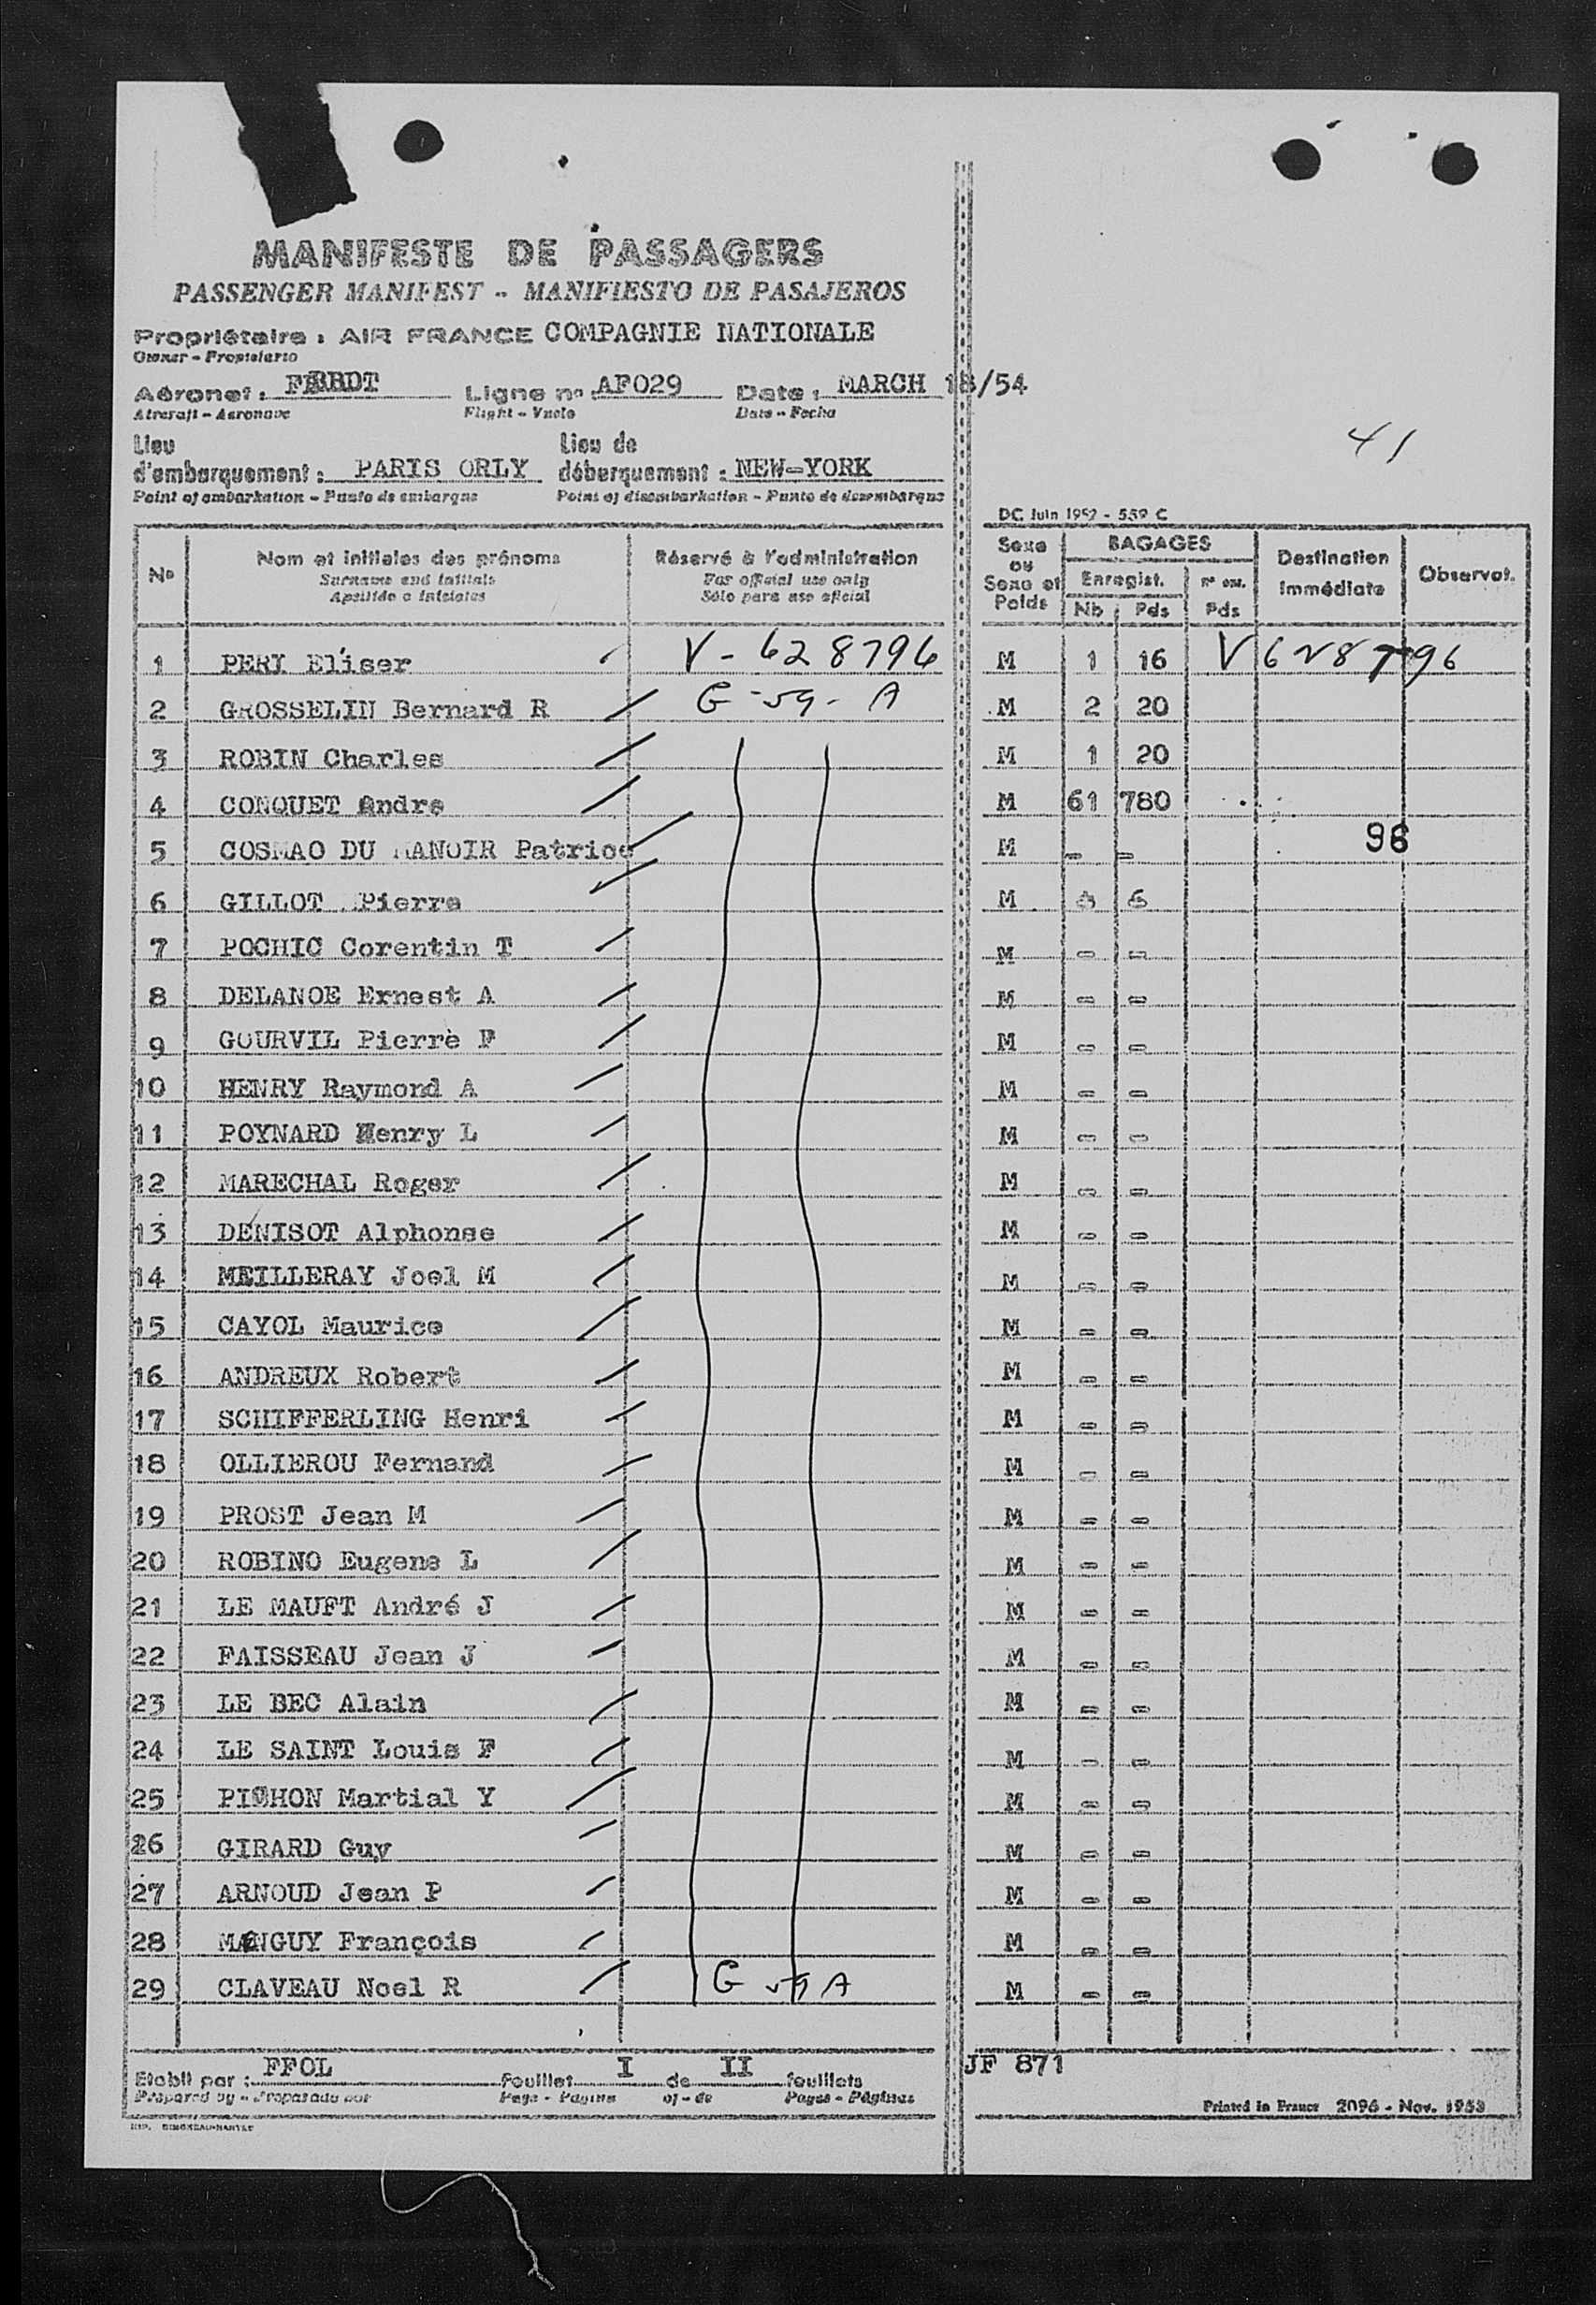 MANIFESTE DE PASSAGERS
PASSENGER MANIFEST - MANIFIESTO DE PASAJEROS
Propriétaire : AIR FRANCE COMPAGNIE NATIONALE
Owner - Propietario
Aéronef : Ligne no AF029 Date : MARCH 18/54
Aircraft - Aeronave Flight - Vuelo Date - Fecha
41
Lieu d'embarquement : PARIS ORLY Lieu de débarquement : NEW-YORK
Point of embarkation - Punto de embarque Point of disembarkation - Punto de desembarque
DC Juin 1952 - 559 C
No Nom et initiales des prénoms Réservé à l'administration Sexe ou Sexe et Poids BAGAGES Destination immédiate Observat.
Surname and initials For official use only Enregist. Nb Pds Pds
Apellido e iniciales Sólo para uso oficial
1 PERI Eliser V - 628796 M 1 16 V 628796
2 GROSSELIN Bernard R G - 59 - A M 2 20
3 ROBIN Charles M 1 20
4 CONQUET Andre M 61 780
5 COSMAO DU MANOIR Patrice M - - 98
6 GILLOT Pierre M
7 POCHIC Corentin T M - -
8 DELANOE Ernest A M - -
9 GOURVIL Pierre F M - -
10 HENRY Raymond A M - -
11 POYNARD Henry L M - -
12 MARECHAL Roger M - -
13 DENISOT Alphonse M - -
14 MEILLERAY Joel M M - -
15 CAYOL Maurice M - -
16 ANDREUX Robert M - -
17 SCHIFFERLING Henri M - -
18 OLLIEROU Fernand M - -
19 PROST Jean M M - -
20 ROBINO Eugene L M - -
21 LE MAUFT André J M - -
22 FAISSEAU Jean J M - -
23 LE BEC Alain M - -
24 LE SAINT Louis F M - -
25 PICHON Martial Y M - -
26 GIRARD Guy M - -
27 ARNOUD Jean P M - -
28 MANGUY François M - -
29 CLAVEAU Noel R G 59 A M - -
Etabli par : FFOL Feuillet I de II feuillets JF 871
Prepared by - Preparado por Page - Pagina of - de Pages - Páginas
Printed in France 2096 - Nov. 1953